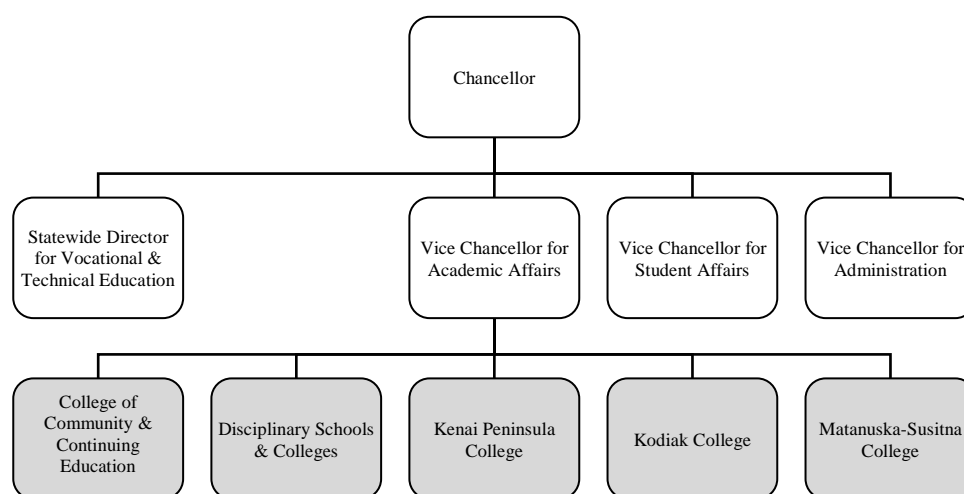 Chancellor
Statewide Director
for Vocational &
Technical Education
Vice Chancellor for
Academic Affairs
Vice Chancellor for
Student Affairs
Vice Chancellor for
Administration
College of
Community &
Continuing
Education
Disciplinary Schools
& Colleges
Kenai Peninsula
College
Kodiak College
Matanuska-Susitna
College